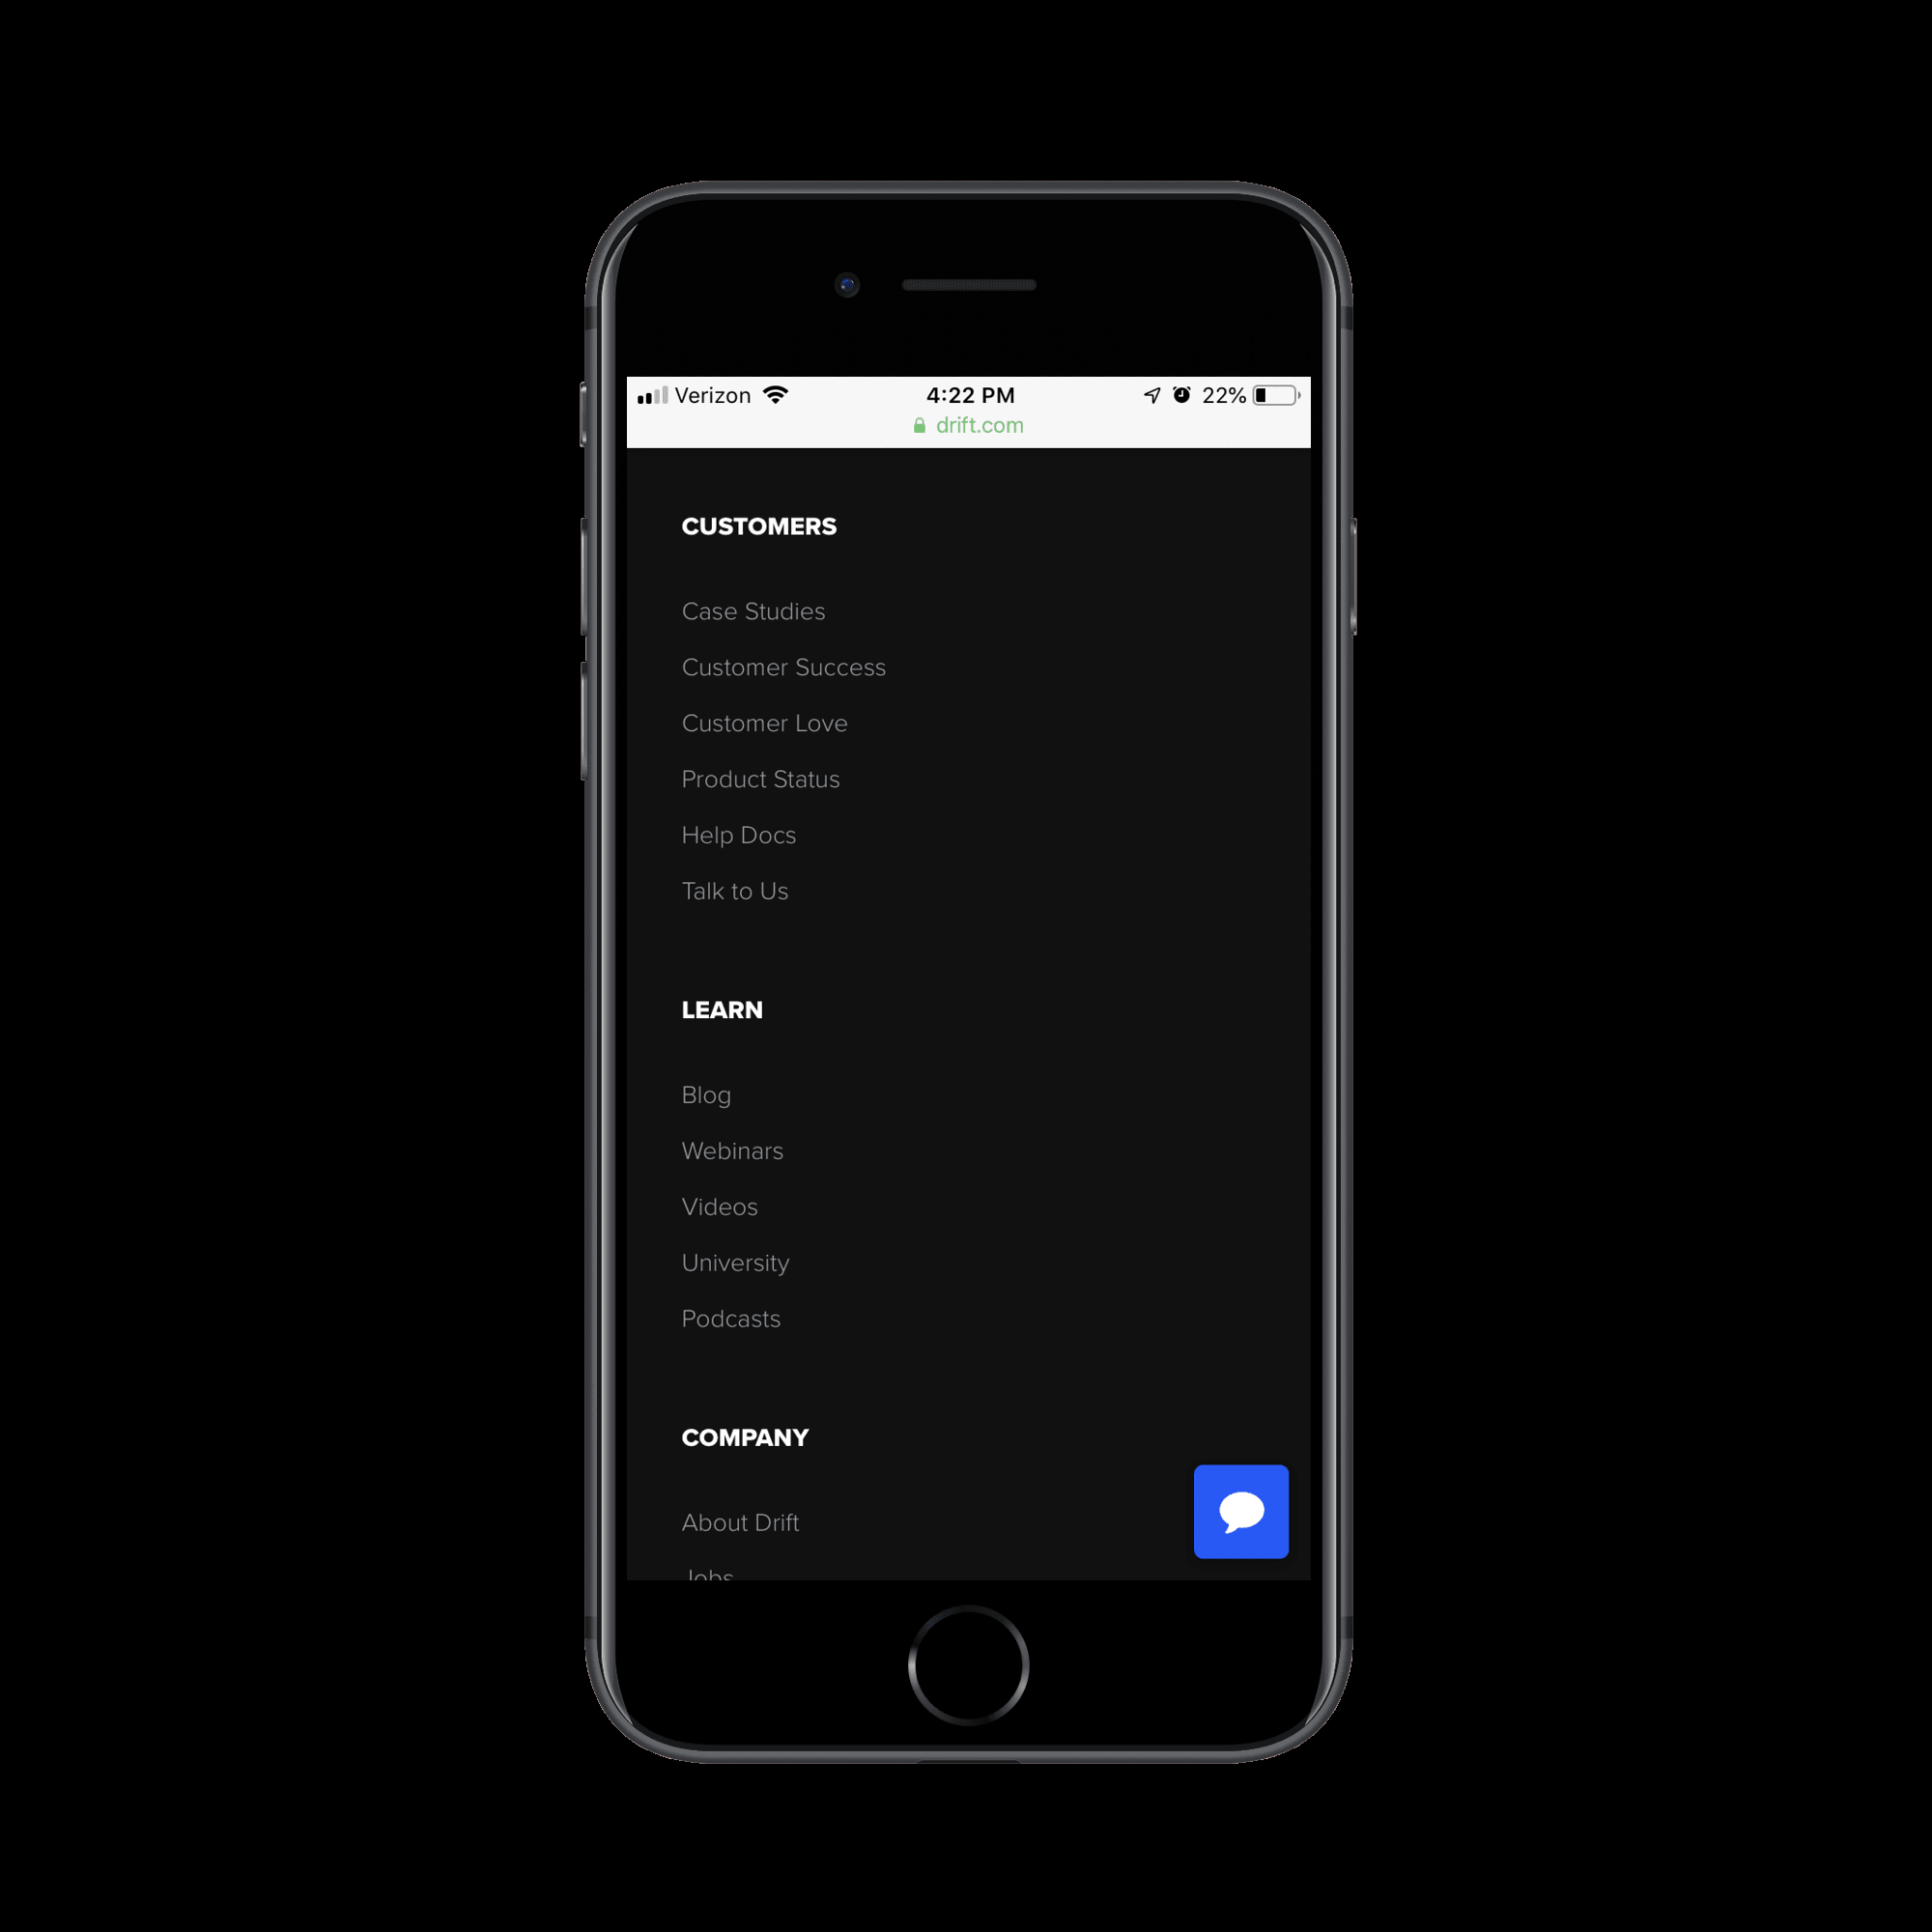 Verizon 4:22 PM 22%
drift.com
CUSTOMERS
Case Studies
Customer Success
Customer Love
Product Status
Help Docs
Talk to Us
LEARN
Blog
Webinars
Videos
University
Podcasts
COMPANY
About Drift
Jobs